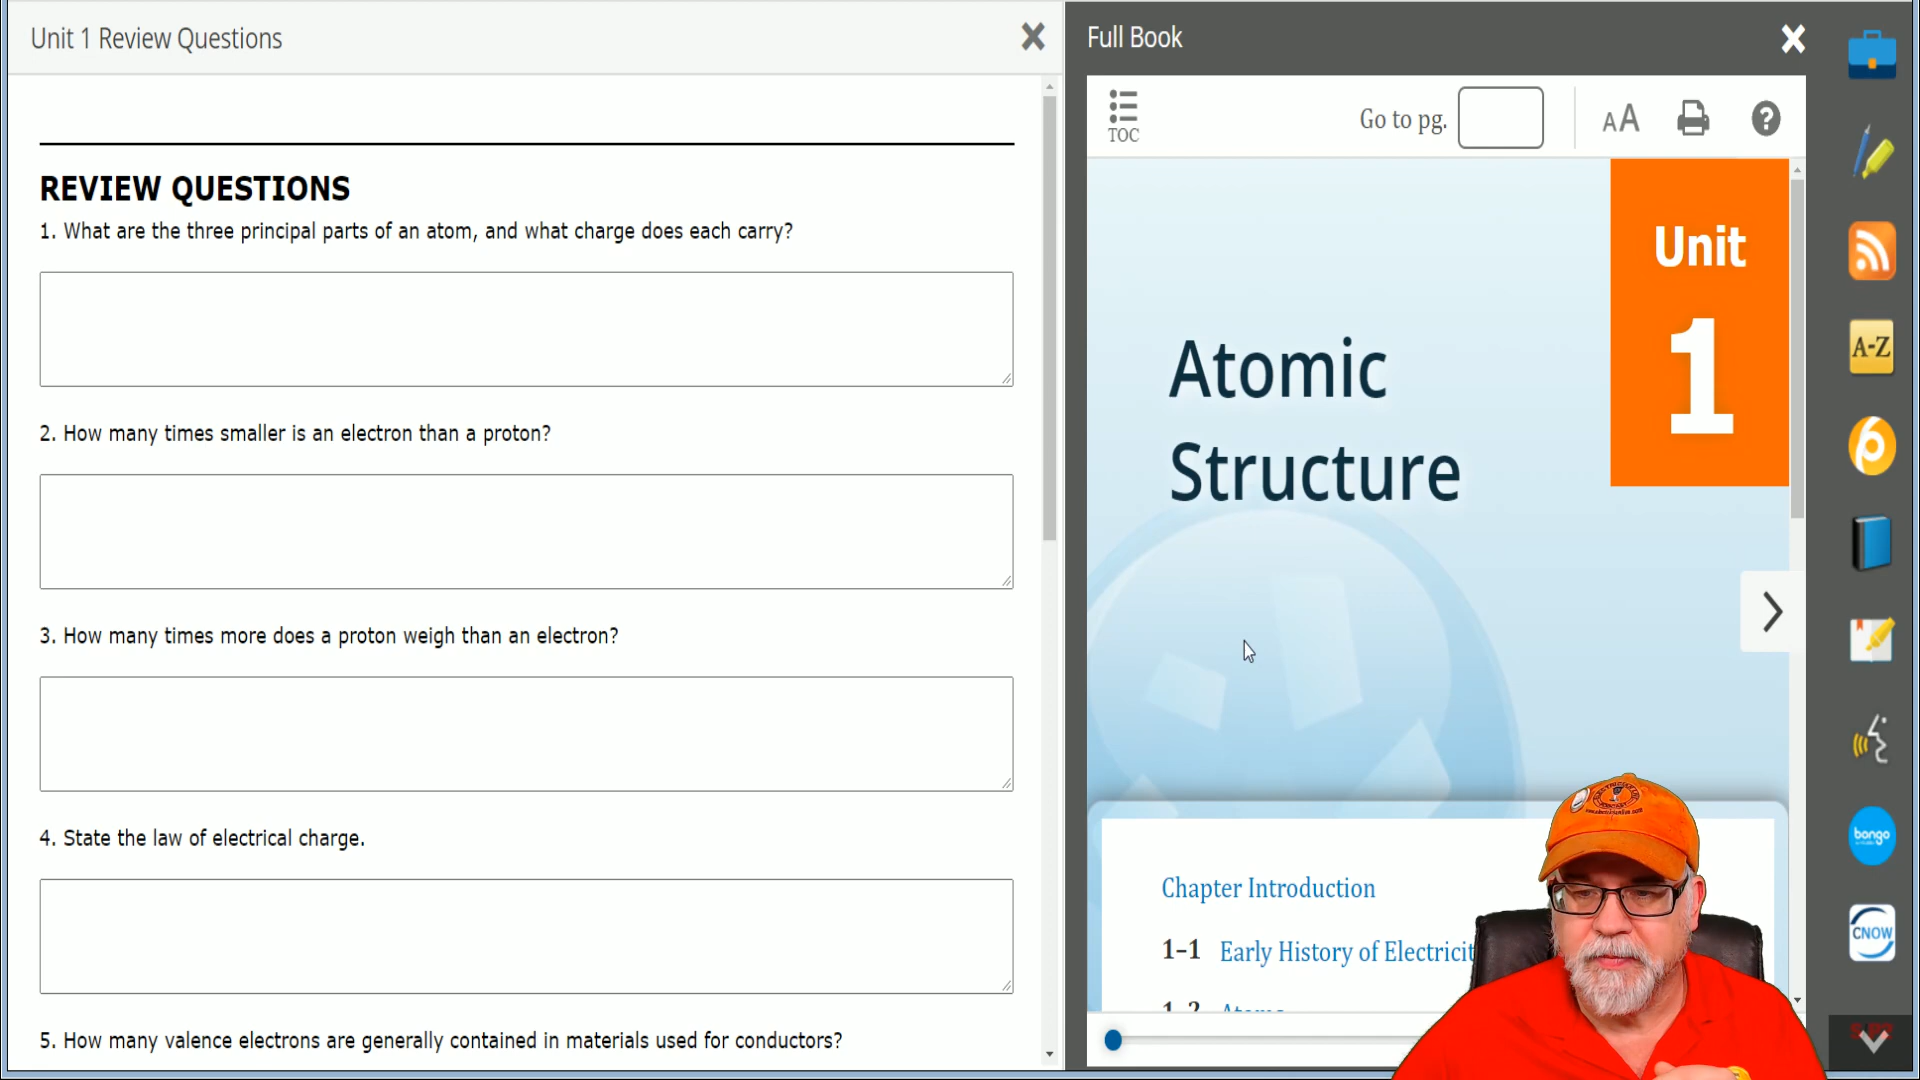 Unit 1 Review Questions
REVIEW QUESTIONS
1. What are the three principal parts of an atom, and what charge does each carry?
2. How many times smaller is an electron than a proton?
3. How many times more does a proton weigh than an electron?
4. State the law of electrical charge.
5. How many valence electrons are generally contained in materials used for conductors?
Full Book
TOC
Go to pg.
AA
Unit
1
Atomic
Structure
Chapter Introduction
1–1 Early History of Electricit
1–2
A-Z
bongo
CNOW